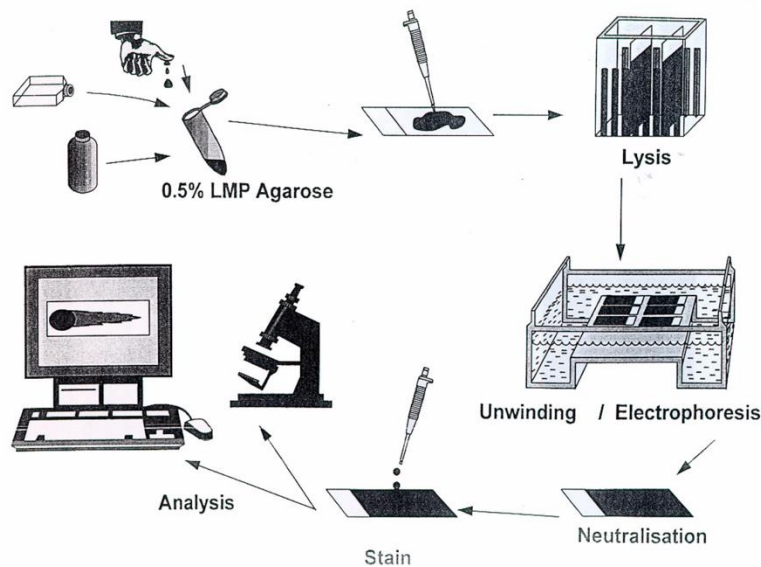 0.5% LMP Agarose
Lysis
Unwinding / Electrophoresis
Neutralisation
Stain
Analysis